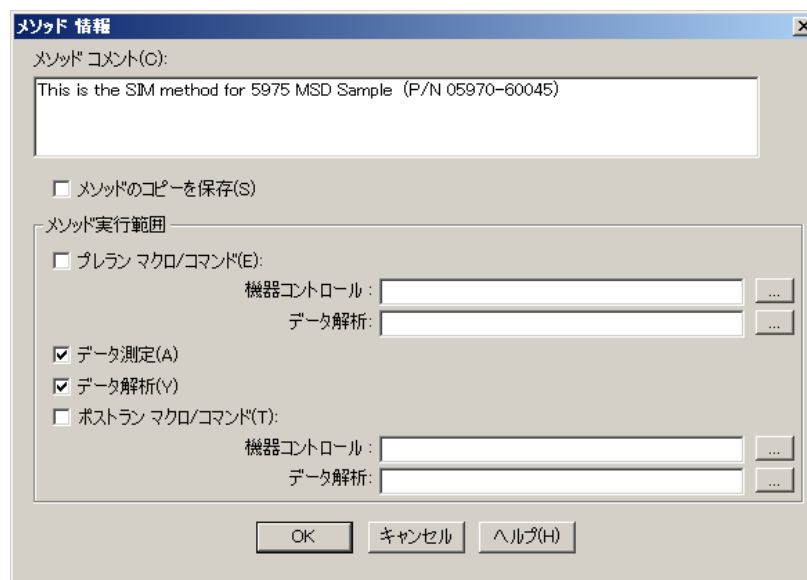 メソッド 情報
メソッド コメント(C):
This is the SIM method for 5975 MSD Sample (P/N 05970-60045)
メソッドのコピーを保存(S)
メソッド実行範囲
プレラン マクロ/コマンド(E):
機器コントロール :
...
データ解析:
...
データ測定(A)
データ解析(Y)
ポストラン マクロ/コマンド(T):
機器コントロール :
...
データ解析:
...
OK キャンセル ヘルプ(H)